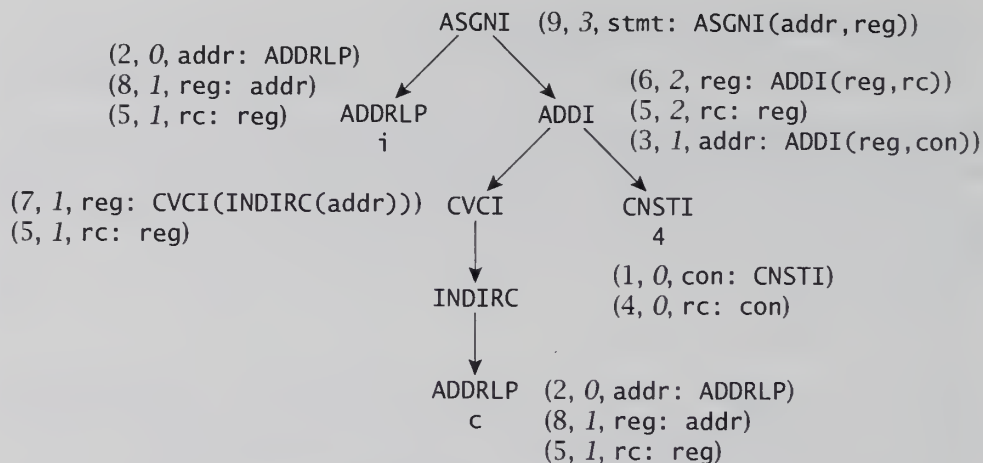 ASGNI (9, 3, stmt: ASGNI(addr,reg))
(2, 0, addr: ADDRLP)
(8, 1, reg: addr)
(5, 1, rc: reg)
ADDRLP
i
ADDI
(6, 2, reg: ADDI(reg,rc))
(5, 2, rc: reg)
(3, 1, addr: ADDI(reg,con))
(7, 1, reg: CVCI(INDIRC(addr)))
(5, 1, rc: reg)
CVCI
CNSTI
4
(1, 0, con: CNSTI)
(4, 0, rc: con)
INDIRC
ADDRLP
c
(2, 0, addr: ADDRLP)
(8, 1, reg: addr)
(5, 1, rc: reg)